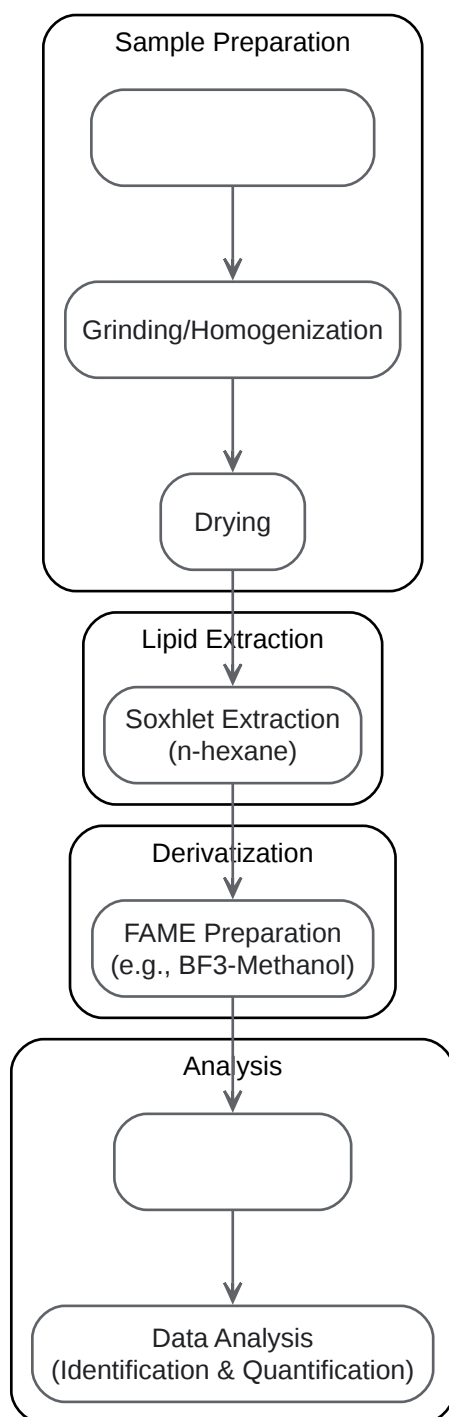 Sample Preparation
Grinding/Homogenization
Drying
Lipid Extraction
Soxhlet Extraction
(n-hexane)
Derivatization
FAME Preparation
(e.g., BF3-Methanol)
Analysis
Data Analysis
(Identification & Quantification)